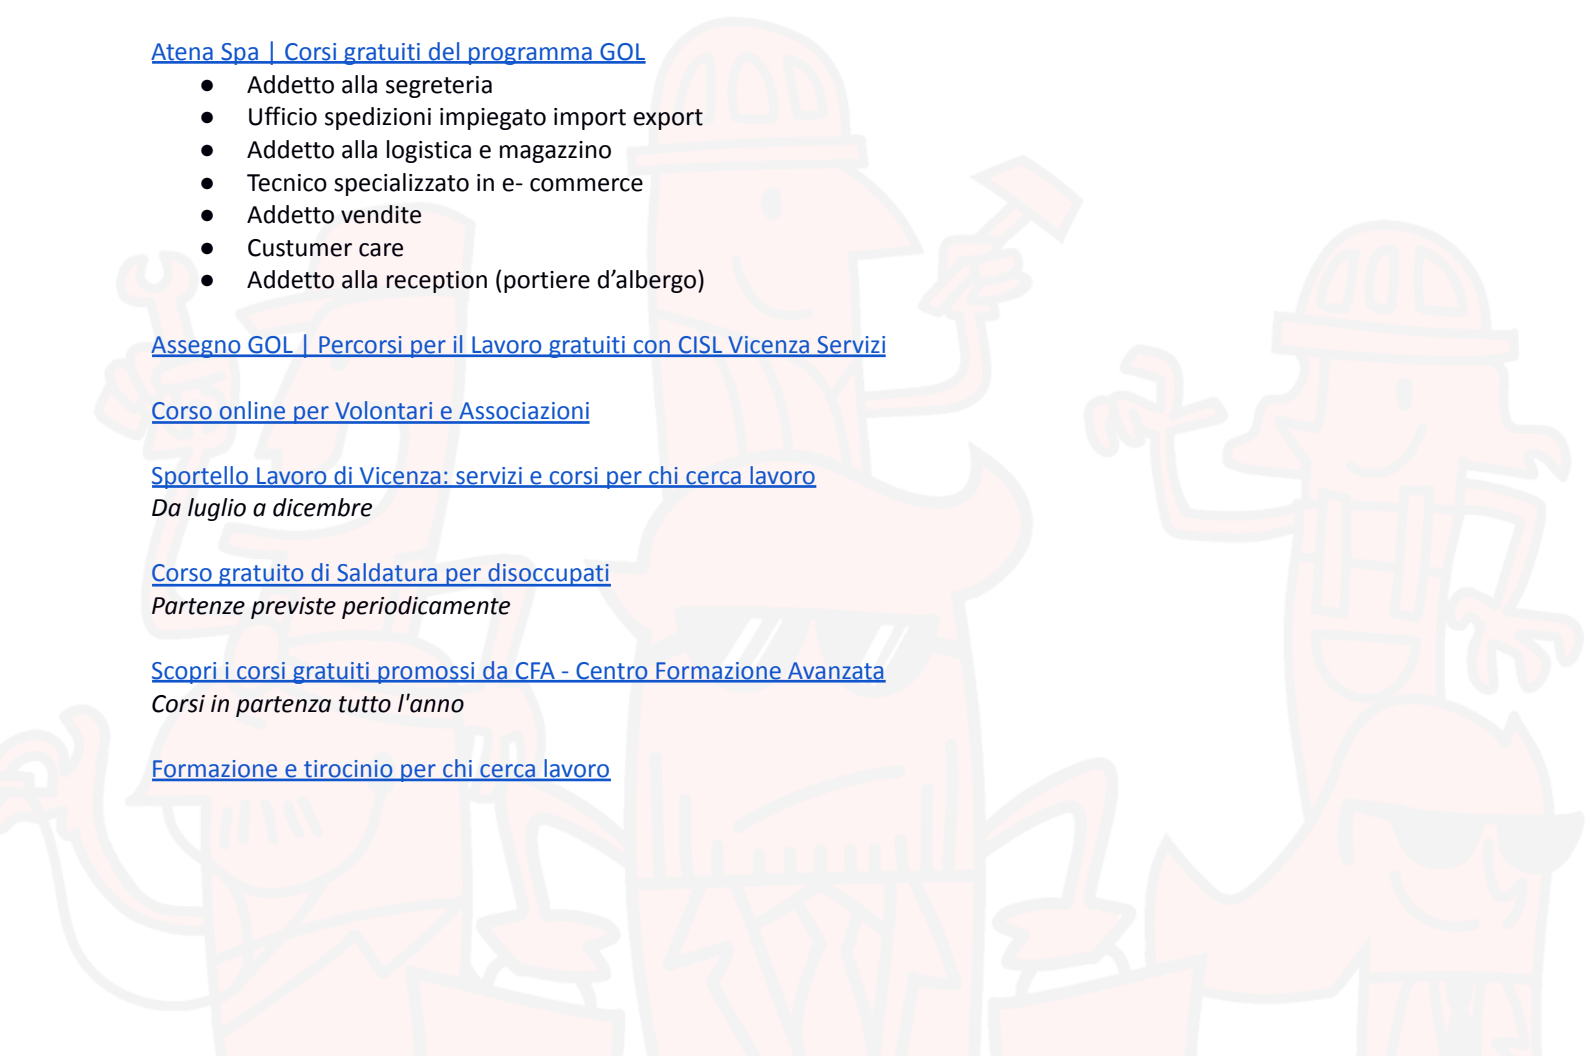 Atena Spa | Corsi gratuiti del programma GOL
● Addetto alla segreteria
● Ufficio spedizioni impiegato import export
● Addetto alla logistica e magazzino
● Tecnico specializzato in e- commerce
● Addetto vendite
● Custumer care
● Addetto alla reception (portiere d’albergo)
Assegno GOL | Percorsi per il Lavoro gratuiti con CISL Vicenza Servizi
Corso online per Volontari e Associazioni
Sportello Lavoro di Vicenza: servizi e corsi per chi cerca lavoro
Da luglio a dicembre
Corso gratuito di Saldatura per disoccupati
Partenze previste periodicamente
Scopri i corsi gratuiti promossi da CFA - Centro Formazione Avanzata
Corsi in partenza tutto l'anno
Formazione e tirocinio per chi cerca lavoro